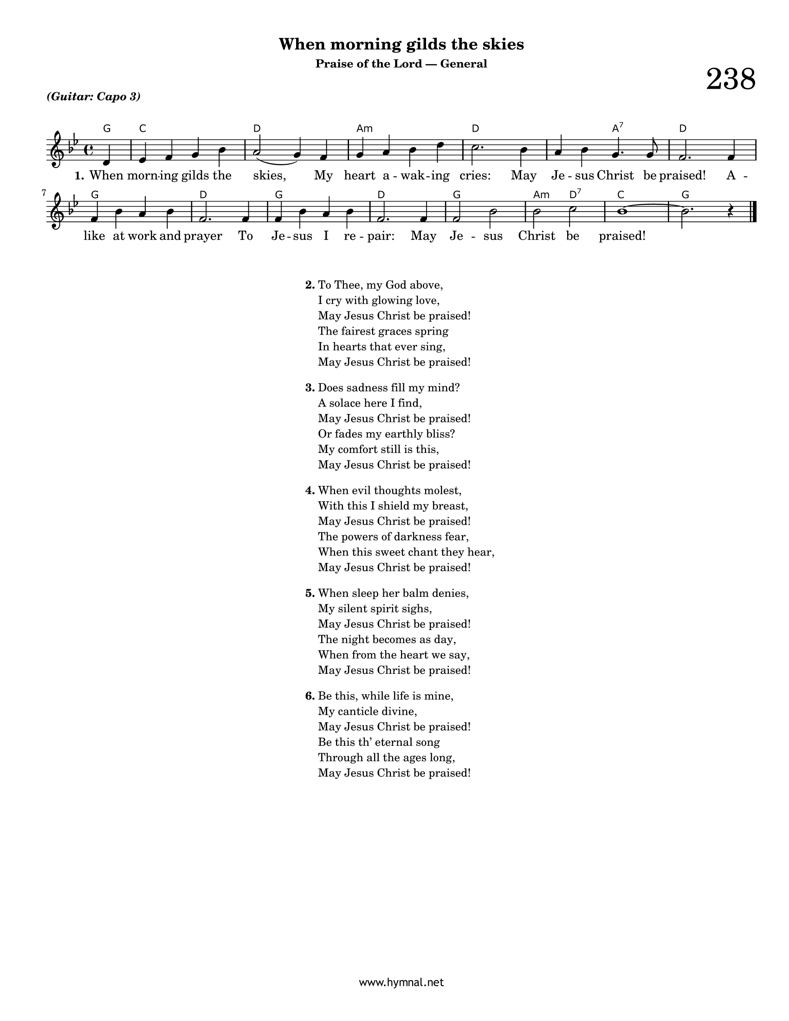 When morning gilds the skies
Praise of the Lord — General
238
(Guitar: Capo 3)
G C D Am D A7 D
1. When morn-ing gilds the skies, My heart a - wak - ing cries: May Je - sus Christ be praised! A -
7
G D G D G Am D7 C G
like at work and prayer To Je - sus I re - pair: May Je - sus Christ be praised!
2. To Thee, my God above,
I cry with glowing love,
May Jesus Christ be praised!
The fairest graces spring
In hearts that ever sing,
May Jesus Christ be praised!
3. Does sadness fill my mind?
A solace here I find,
May Jesus Christ be praised!
Or fades my earthly bliss?
My comfort still is this,
May Jesus Christ be praised!
4. When evil thoughts molest,
With this I shield my breast,
May Jesus Christ be praised!
The powers of darkness fear,
When this sweet chant they hear,
May Jesus Christ be praised!
5. When sleep her balm denies,
My silent spirit sighs,
May Jesus Christ be praised!
The night becomes as day,
When from the heart we say,
May Jesus Christ be praised!
6. Be this, while life is mine,
My canticle divine,
May Jesus Christ be praised!
Be this th' eternal song
Through all the ages long,
May Jesus Christ be praised!
www.hymnal.net